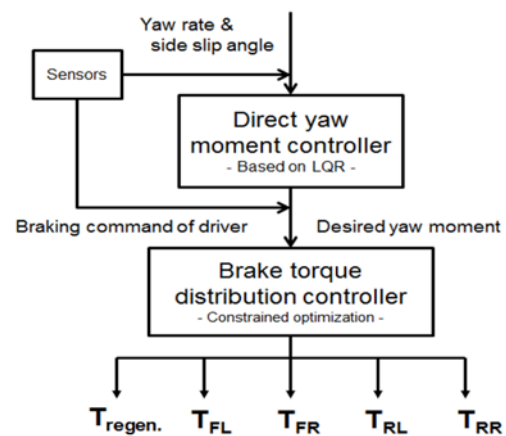 Yaw rate &
side slip angle
Sensors
Direct yaw
moment controller
- Based on LQR -
Braking command of driver
Desired yaw moment
Brake torque
distribution controller
- Constrained optimization -
Tregen. TFL TFR TRL TRR